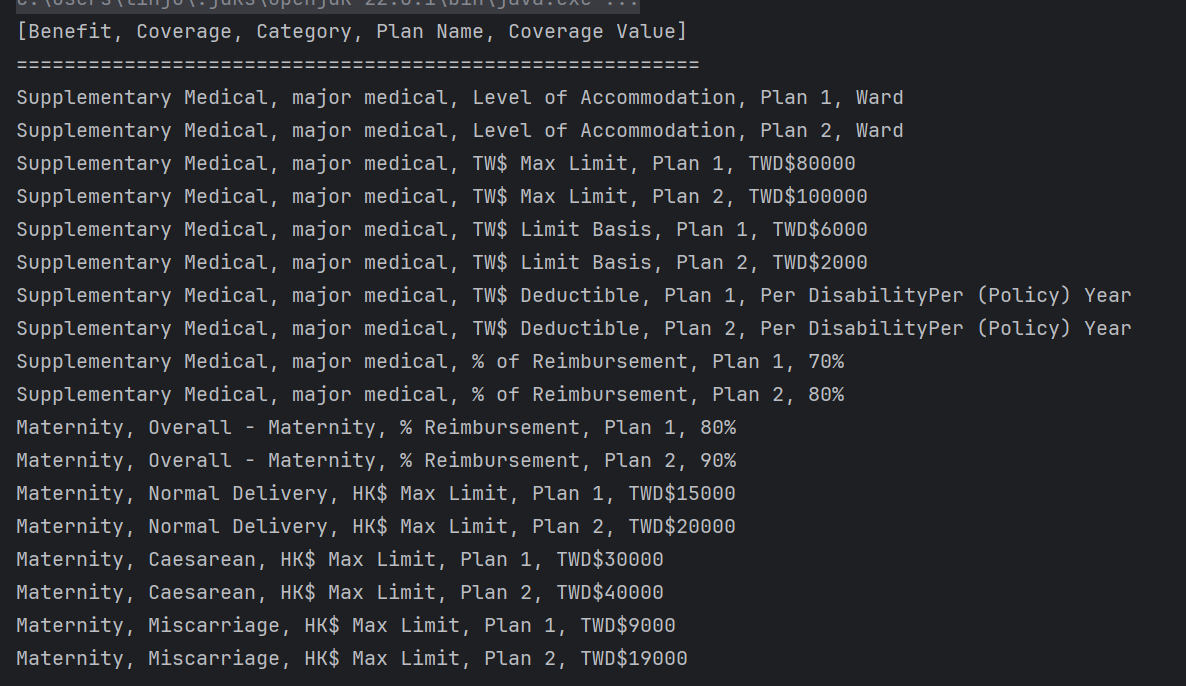 [Benefit, Coverage, Category, Plan Name, Coverage Value]
=========================================================
Supplementary Medical, major medical, Level of Accommodation, Plan 1, Ward
Supplementary Medical, major medical, Level of Accommodation, Plan 2, Ward
Supplementary Medical, major medical, TW$ Max Limit, Plan 1, TWD$80000
Supplementary Medical, major medical, TW$ Max Limit, Plan 2, TWD$100000
Supplementary Medical, major medical, TW$ Limit Basis, Plan 1, TWD$6000
Supplementary Medical, major medical, TW$ Limit Basis, Plan 2, TWD$2000
Supplementary Medical, major medical, TW$ Deductible, Plan 1, Per DisabilityPer (Policy) Year
Supplementary Medical, major medical, TW$ Deductible, Plan 2, Per DisabilityPer (Policy) Year
Supplementary Medical, major medical, % of Reimbursement, Plan 1, 70%
Supplementary Medical, major medical, % of Reimbursement, Plan 2, 80%
Maternity, Overall - Maternity, % Reimbursement, Plan 1, 80%
Maternity, Overall - Maternity, % Reimbursement, Plan 2, 90%
Maternity, Normal Delivery, HK$ Max Limit, Plan 1, TWD$15000
Maternity, Normal Delivery, HK$ Max Limit, Plan 2, TWD$20000
Maternity, Caesarean, HK$ Max Limit, Plan 1, TWD$30000
Maternity, Caesarean, HK$ Max Limit, Plan 2, TWD$40000
Maternity, Miscarriage, HK$ Max Limit, Plan 1, TWD$9000
Maternity, Miscarriage, HK$ Max Limit, Plan 2, TWD$19000